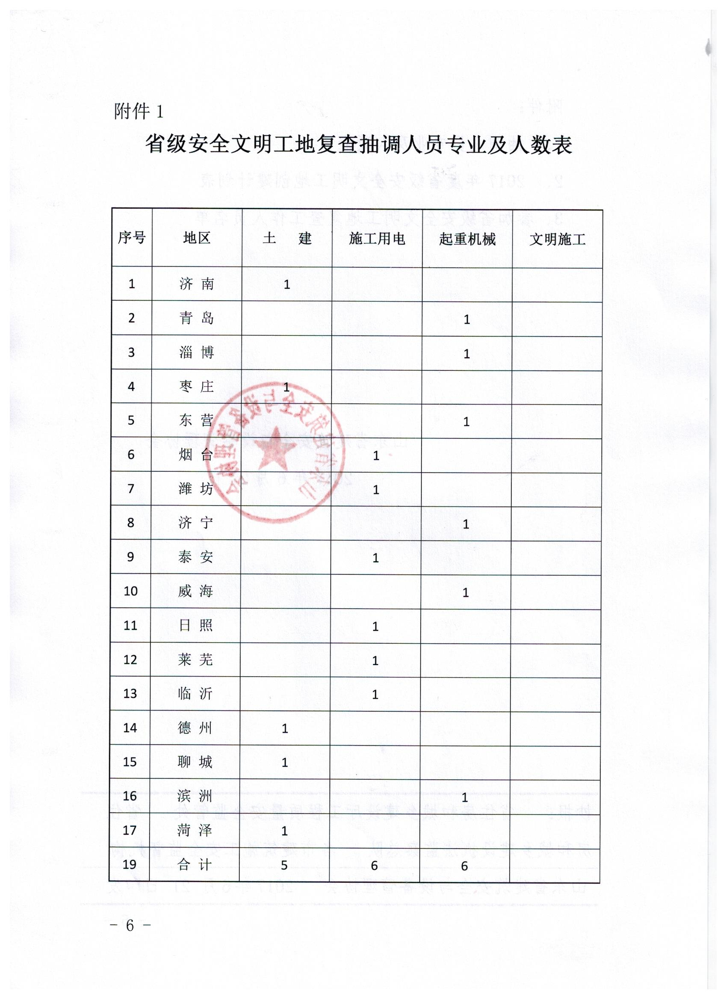 附件 1
省级安全文明工地复查抽调人员专业及人数表
序号 地区 土 建 施工用电 起重机械 文明施工
1 济 南 1
2 青 岛 1
3 淄 博 1
4 枣 庄 1
5 东 营 1
6 烟 台 1
7 潍 坊 1
8 济 宁 1
9 泰 安 1
10 威 海 1
11 日 照 1
12 莱 芜 1
13 临 沂 1
14 德 州 1
15 聊 城 1
16 滨 洲 1
17 菏 泽 1
19 合 计 5 6 6
- 6 -